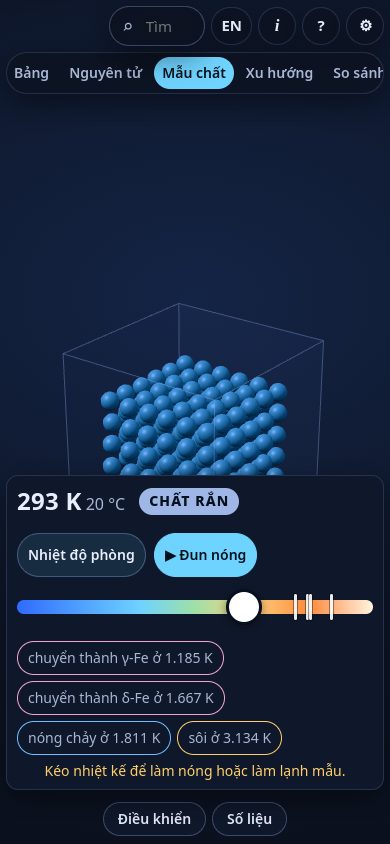 Tìm EN i ?
Bảng Nguyên tử Mẫu chất Xu hướng So sánh
293 K 20 °C CHẤT RẮN
Nhiệt độ phòng ▶ Đun nóng
chuyển thành γ-Fe ở 1.185 K
chuyển thành δ-Fe ở 1.667 K
nóng chảy ở 1.811 K sôi ở 3.134 K
Kéo nhiệt kế để làm nóng hoặc làm lạnh mẫu.
Điều khiển Số liệu